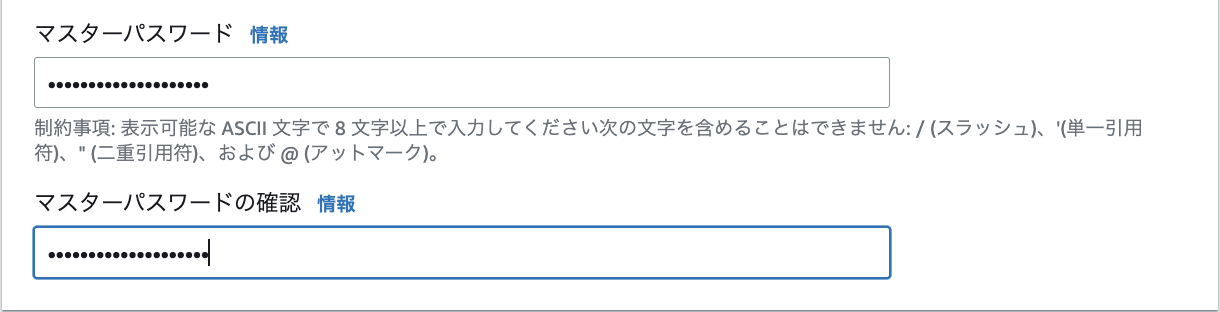 マスターパスワード 情報
••••••••••••••••••••
制約事項: 表示可能な ASCII 文字で 8 文字以上で入力してください次の文字を含めることはできません: / (スラッシュ)、'(単一引用
符)、" (二重引用符)、および @ (アットマーク)。
マスターパスワードの確認 情報
••••••••••••••••••••